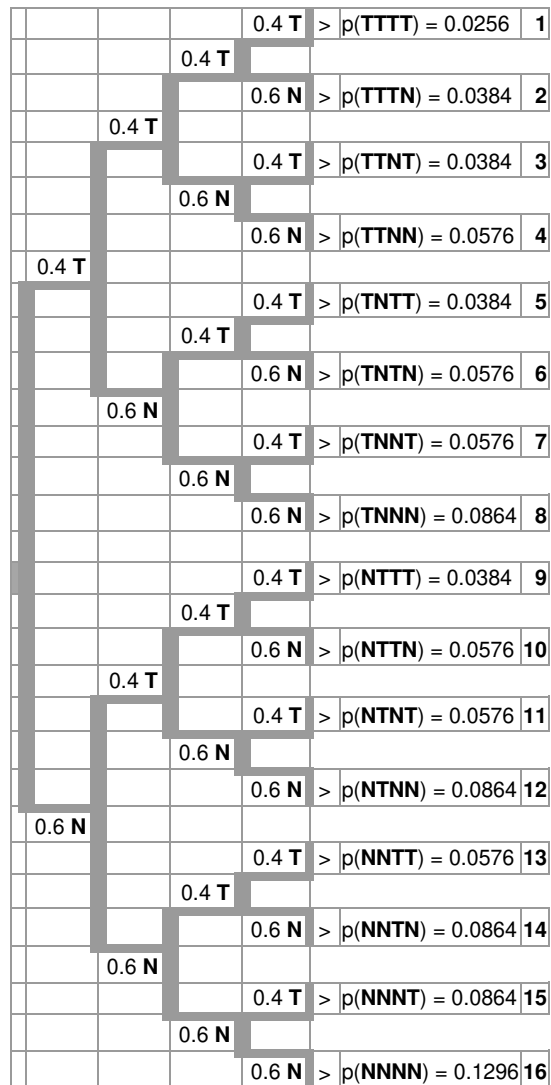 0.4 T > p(TTTT) = 0.0256 1
0.4 T
0.6 N > p(TTTN) = 0.0384 2
0.4 T
0.4 T > p(TTNT) = 0.0384 3
0.6 N
0.6 N > p(TTNN) = 0.0576 4
0.4 T
0.4 T > p(TNTT) = 0.0384 5
0.4 T
0.6 N > p(TNTN) = 0.0576 6
0.6 N
0.4 T > p(TNNT) = 0.0576 7
0.6 N
0.6 N > p(TNNN) = 0.0864 8
0.4 T > p(NTTT) = 0.0384 9
0.4 T
0.6 N > p(NTTN) = 0.0576 10
0.4 T
0.4 T > p(NTNT) = 0.0576 11
0.6 N
0.6 N > p(NTNN) = 0.0864 12
0.6 N
0.4 T > p(NNTT) = 0.0576 13
0.4 T
0.6 N > p(NNTN) = 0.0864 14
0.6 N
0.4 T > p(NNNT) = 0.0864 15
0.6 N
0.6 N > p(NNNN) = 0.1296 16